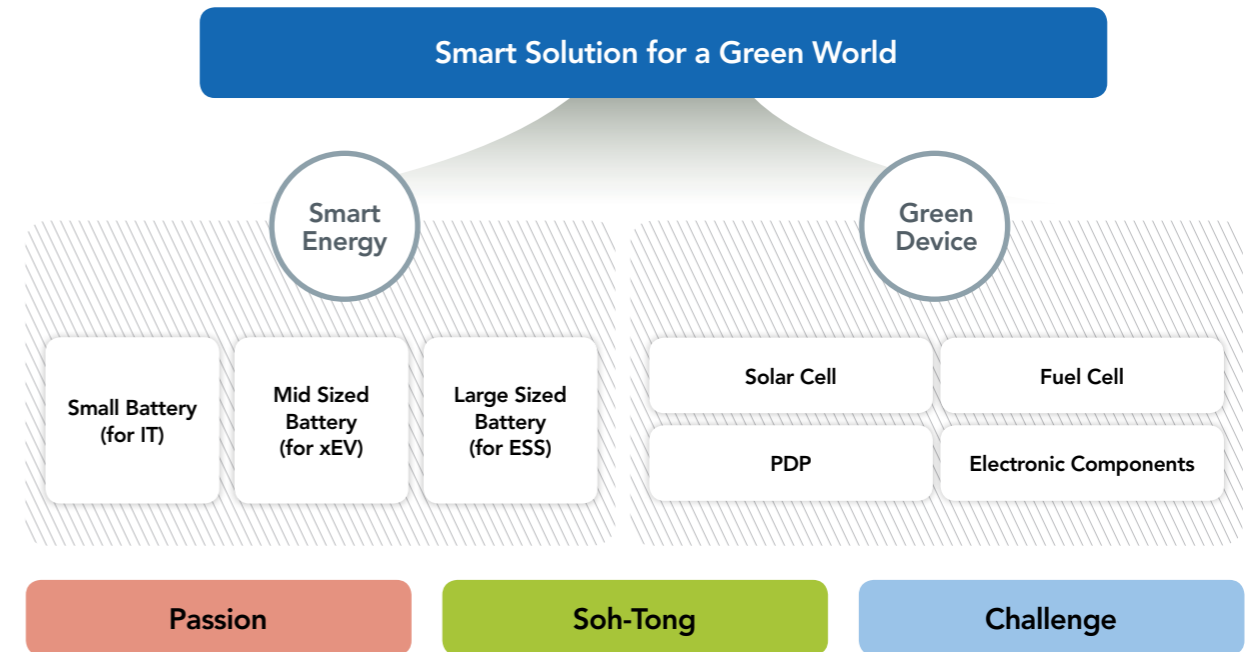 Smart Solution for a Green World
Smart
Energy
Green
Device
Small Battery
(for IT)
Mid Sized
Battery
(for xEV)
Large Sized
Battery
(for ESS)
Solar Cell
Fuel Cell
PDP
Electronic Components
Passion
Soh-Tong
Challenge